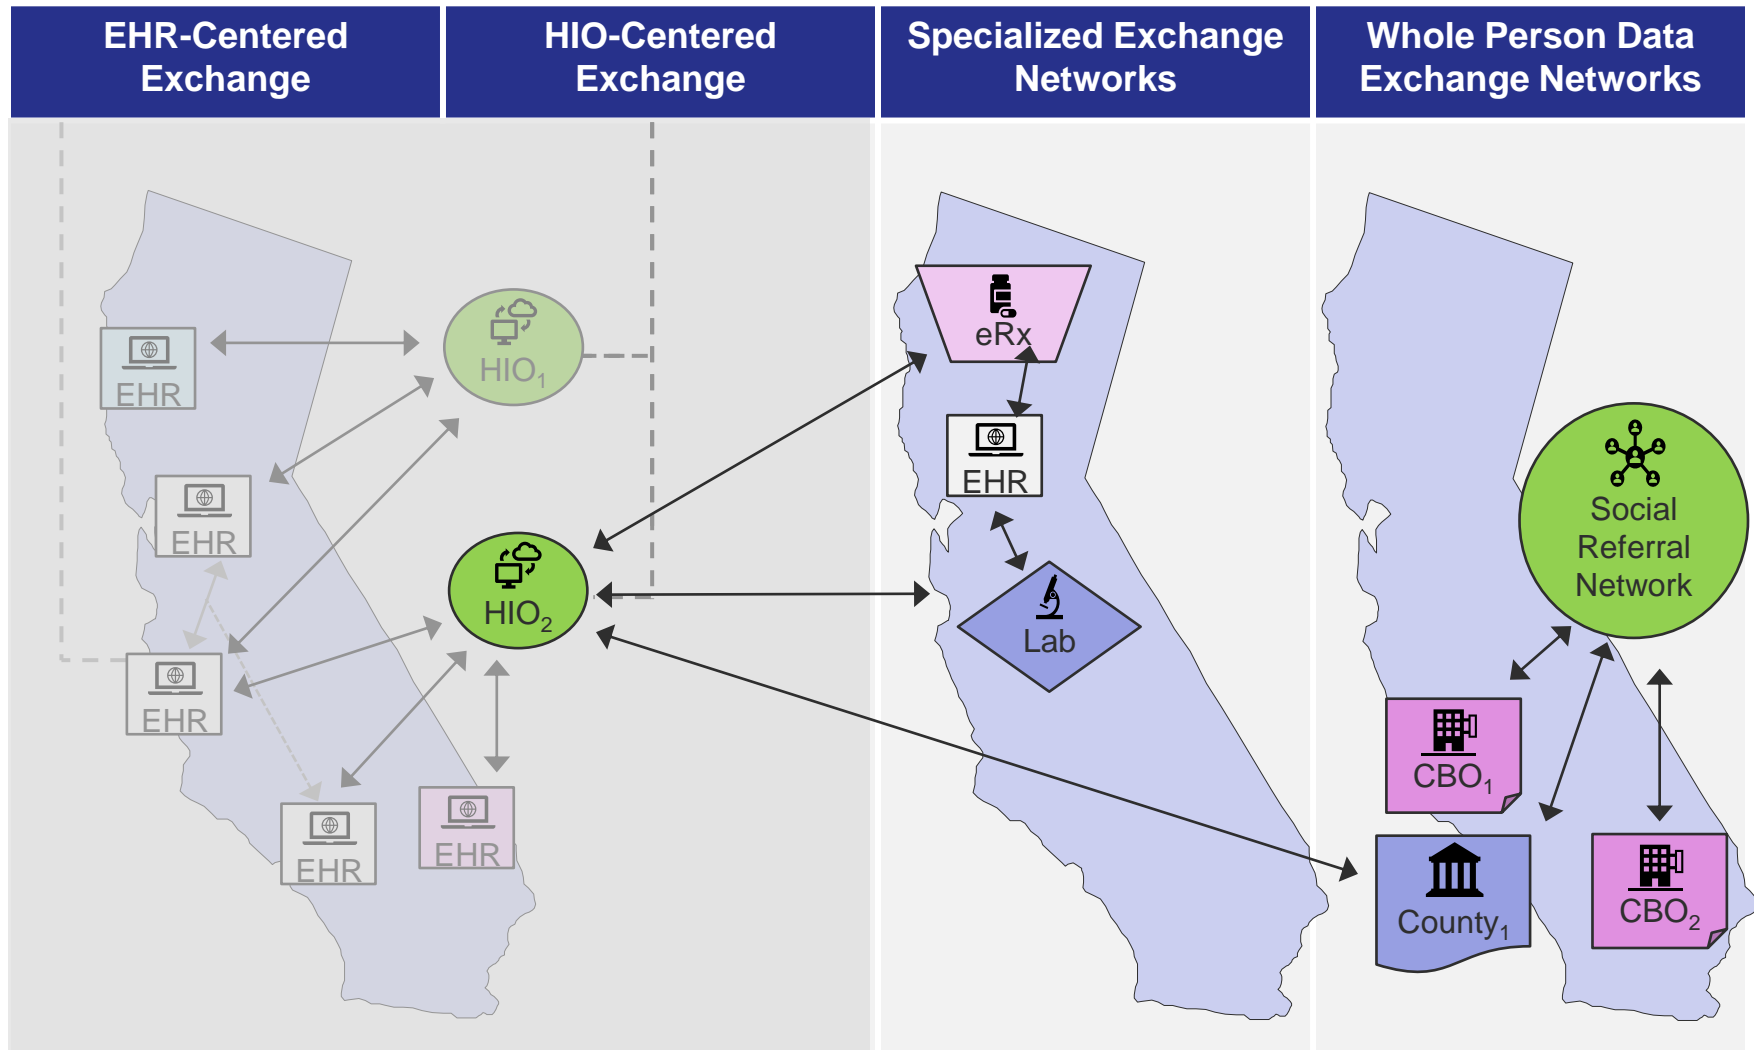 EHR-Centered
Exchange
HIO-Centered
Exchange
Specialized Exchange
Networks
Whole Person Data
Exchange Networks
EHR
HIO₁
EHR
HIO₂
EHR
EHR
EHR
eRx
EHR
Lab
Social
Referral
Network
CBO₁
County₁
CBO₂